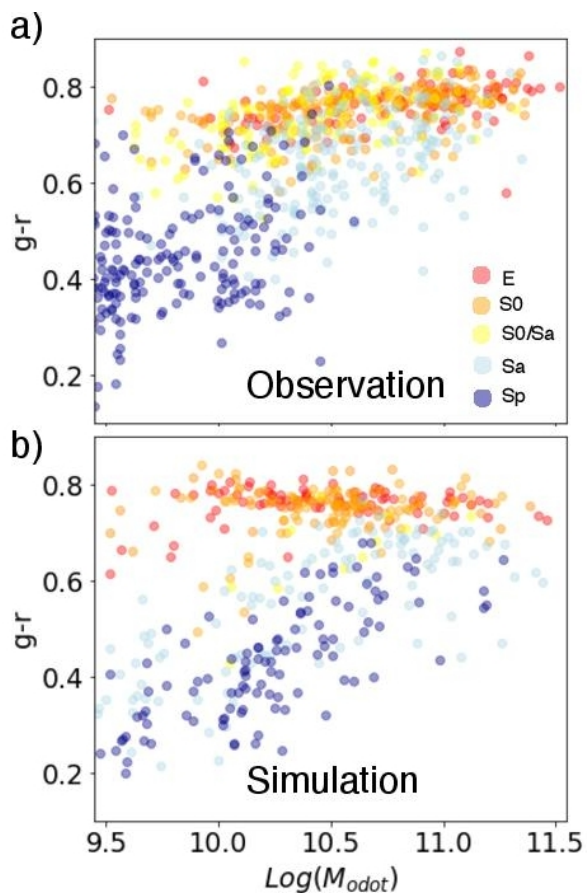 a)
0.8
0.6
0.4
0.2
g-r
E
S0
S0/Sa
Sa
Sp
Observation
b)
0.8
0.6
0.4
0.2
g-r
Simulation
9.5 10.0 10.5 11.0 11.5
Log(M_odot)